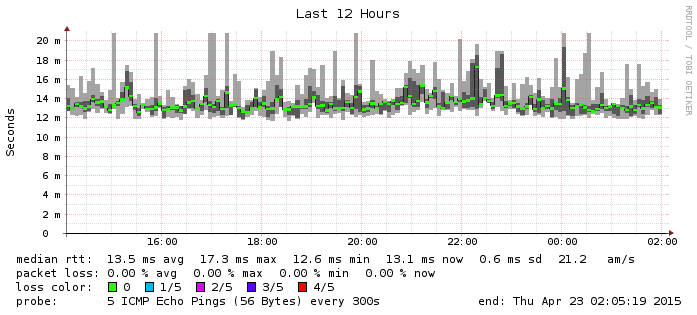 Last 12 Hours
RRDTOOL / TOBI OETIKER
Seconds
20 m
18 m
16 m
14 m
12 m
10 m
8 m
6 m
4 m
2 m
0
16:00 18:00 20:00 22:00 00:00 02:00
median rtt: 13.5 ms avg 17.3 ms max 12.6 ms min 13.1 ms now 0.6 ms sd 21.2 am/s
packet loss: 0.00 % avg 0.00 % max 0.00 % min 0.00 % now
loss color: 0 1/5 2/5 3/5 4/5
probe: 5 ICMP Echo Pings (56 Bytes) every 300s end: Thu Apr 23 02:05:19 2015